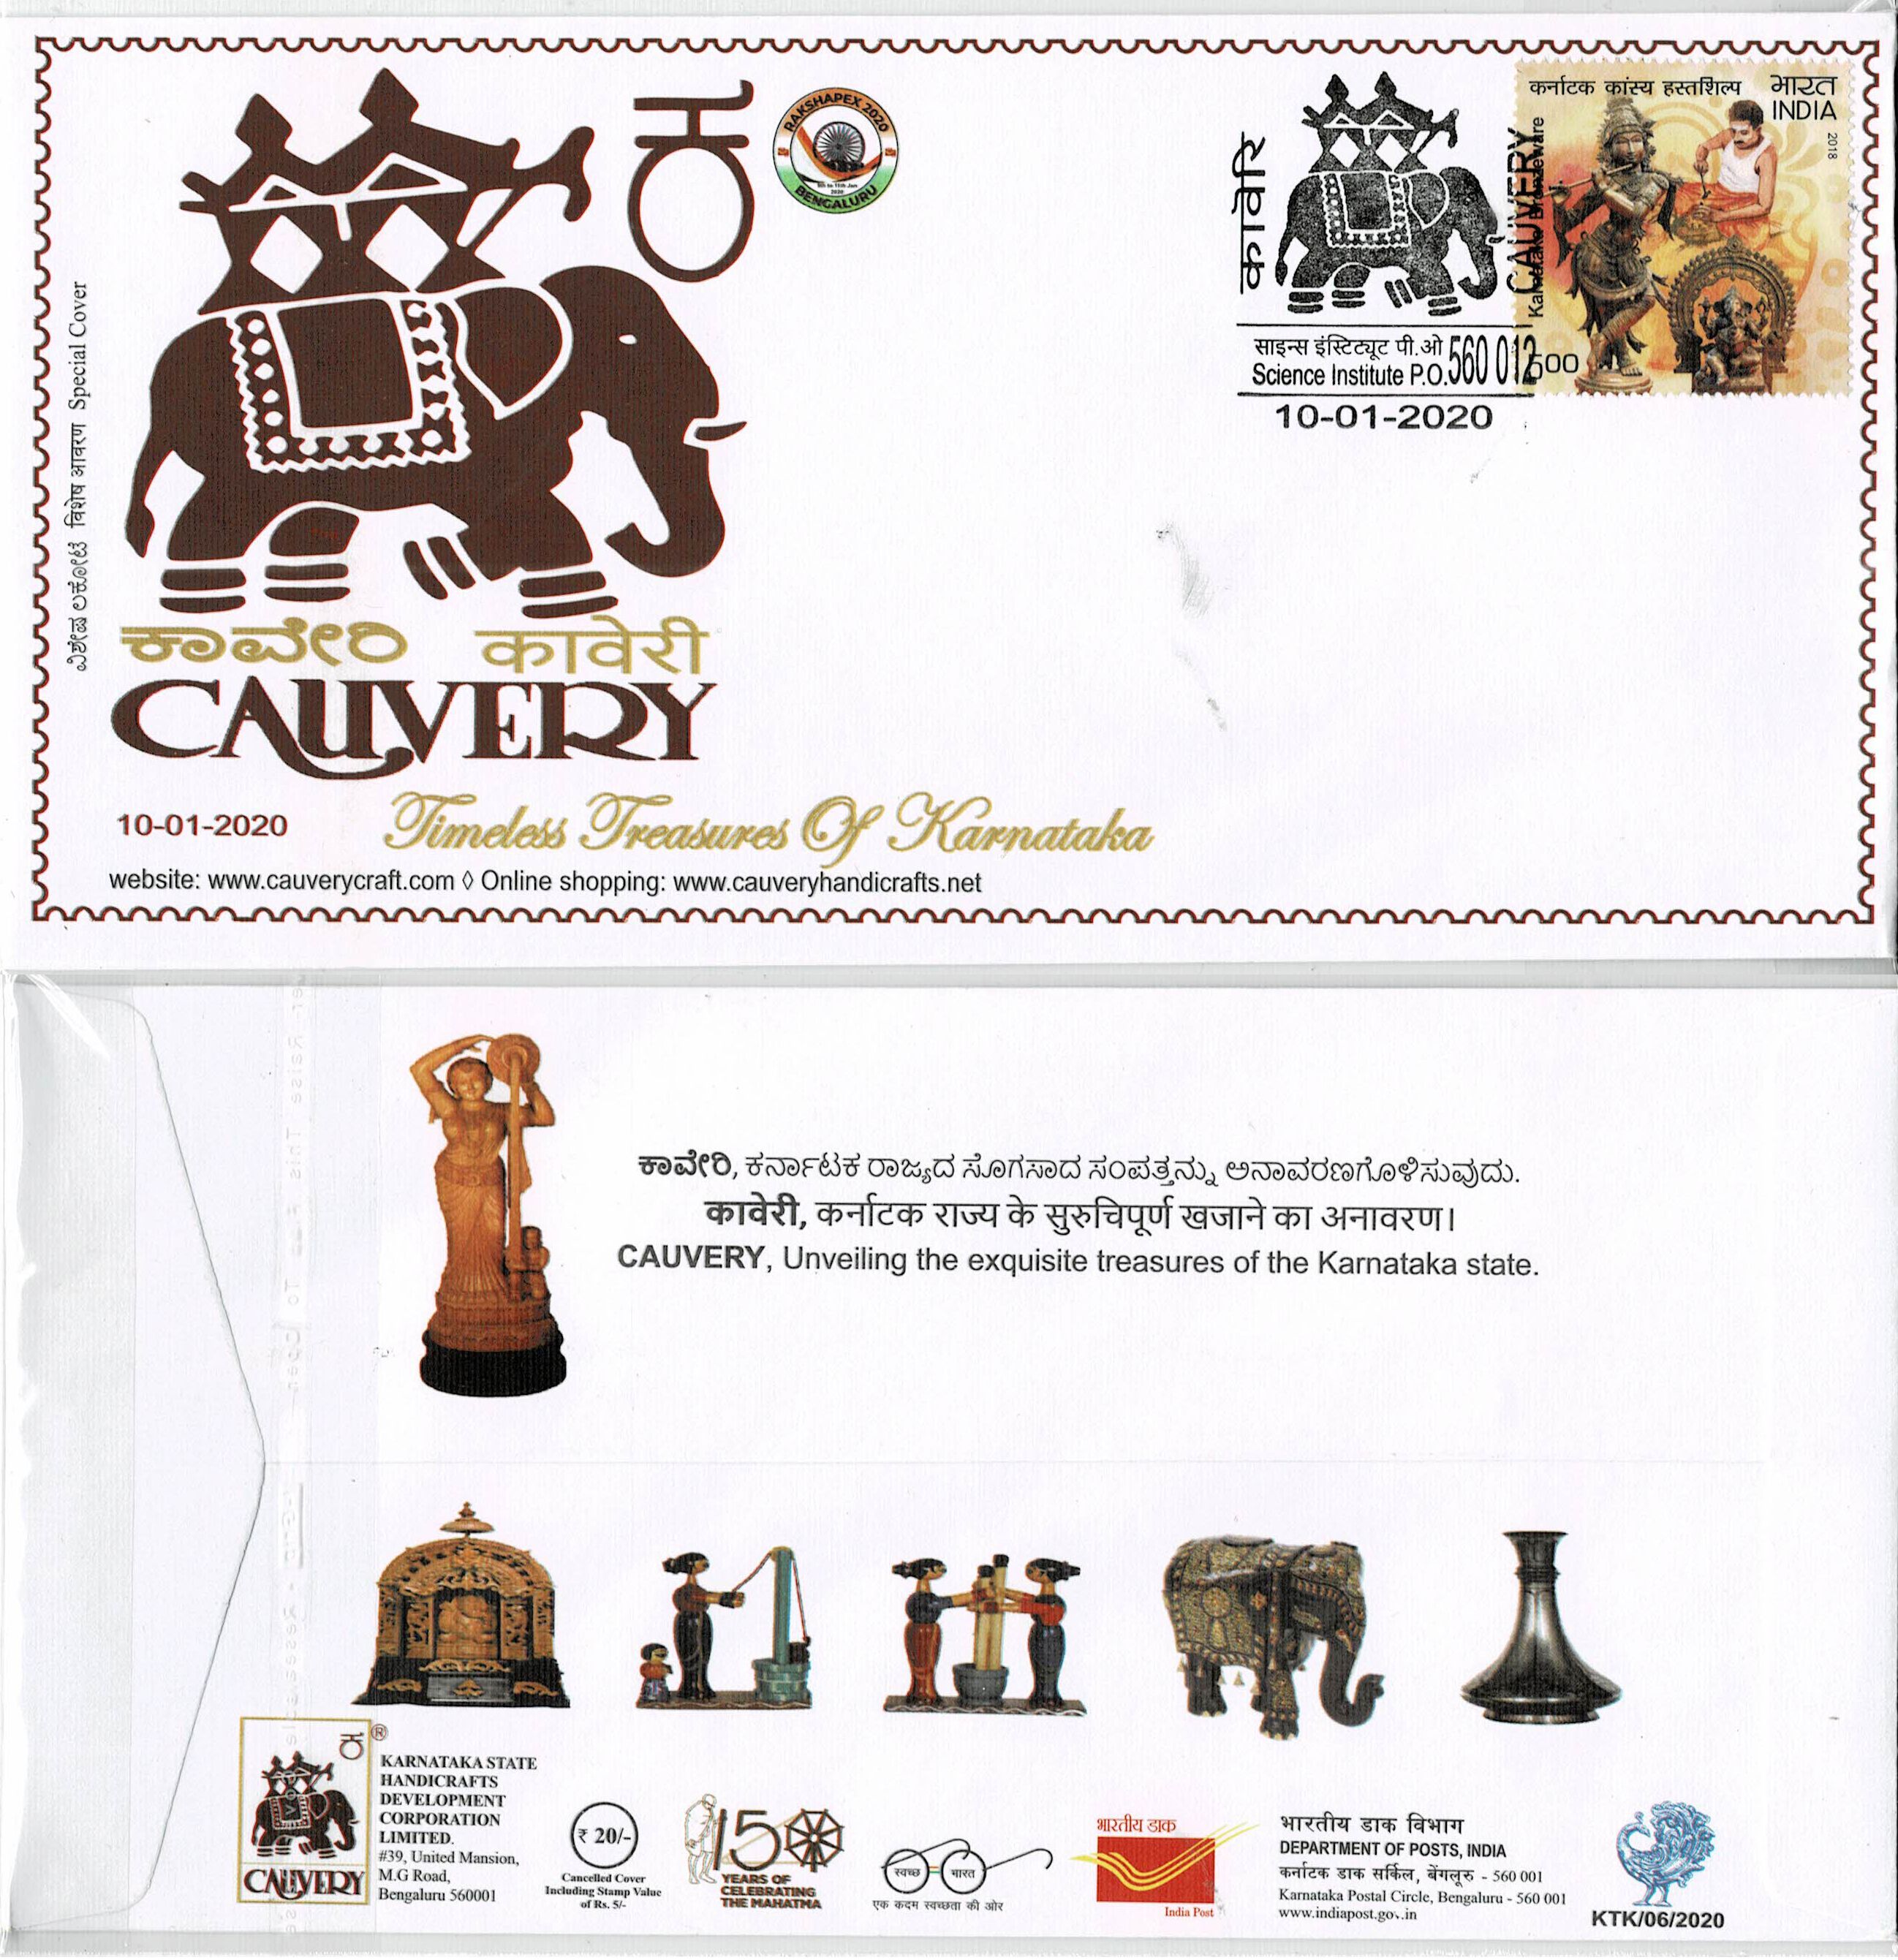 ವಿಶೇಷ ಲಕೋಟೆ विशेष आवरण Special Cover
RAKSHAPEX 2020
BENGALURU
ಕಾವೇರಿ कावेरी
CAUVERY
10-01-2020
Timeless Treasures Of Karnataka
website: www.cauverycraft.com ◊ Online shopping: www.cauveryhandicrafts.net
कावेरि
CAUVERY
साइन्स इंस्टिट्यूट पी.ओ
Science Institute P.O. 560 012
10-01-2020
कर्नाटक कांस्य हस्तशिल्प भारत
INDIA
2018
500
ಕಾವೇರಿ, ಕರ್ನಾಟಕ ರಾಜ್ಯದ ಸೊಗಸಾದ ಸಂಪತ್ತನ್ನು ಅನಾವರಣಗೊಳಿಸುವುದು.
कावेरी, कर्नाटक राज्य के सुरुचिपूर्ण खजाने का अनावरण।
CAUVERY, Unveiling the exquisite treasures of the Karnataka state.
®
CAUVERY
KARNATAKA STATE
HANDICRAFTS
DEVELOPMENT
CORPORATION
LIMITED.
#39, United Mansion,
M.G Road,
Bengaluru 560001
₹ 20/-
Cancelled Cover
Including Stamp Value
of Rs. 5/-
150
YEARS OF
CELEBRATING
THE MAHATMA
स्वच्छ भारत
एक कदम स्वच्छता की ओर
भारतीय डाक
India Post
भारतीय डाक विभाग
DEPARTMENT OF POSTS, INDIA
कर्नाटक डाक सर्किल, बेंगलूरु - 560 001
Karnataka Postal Circle, Bengaluru - 560 001
www.indiapost.gov.in
KTK/06/2020